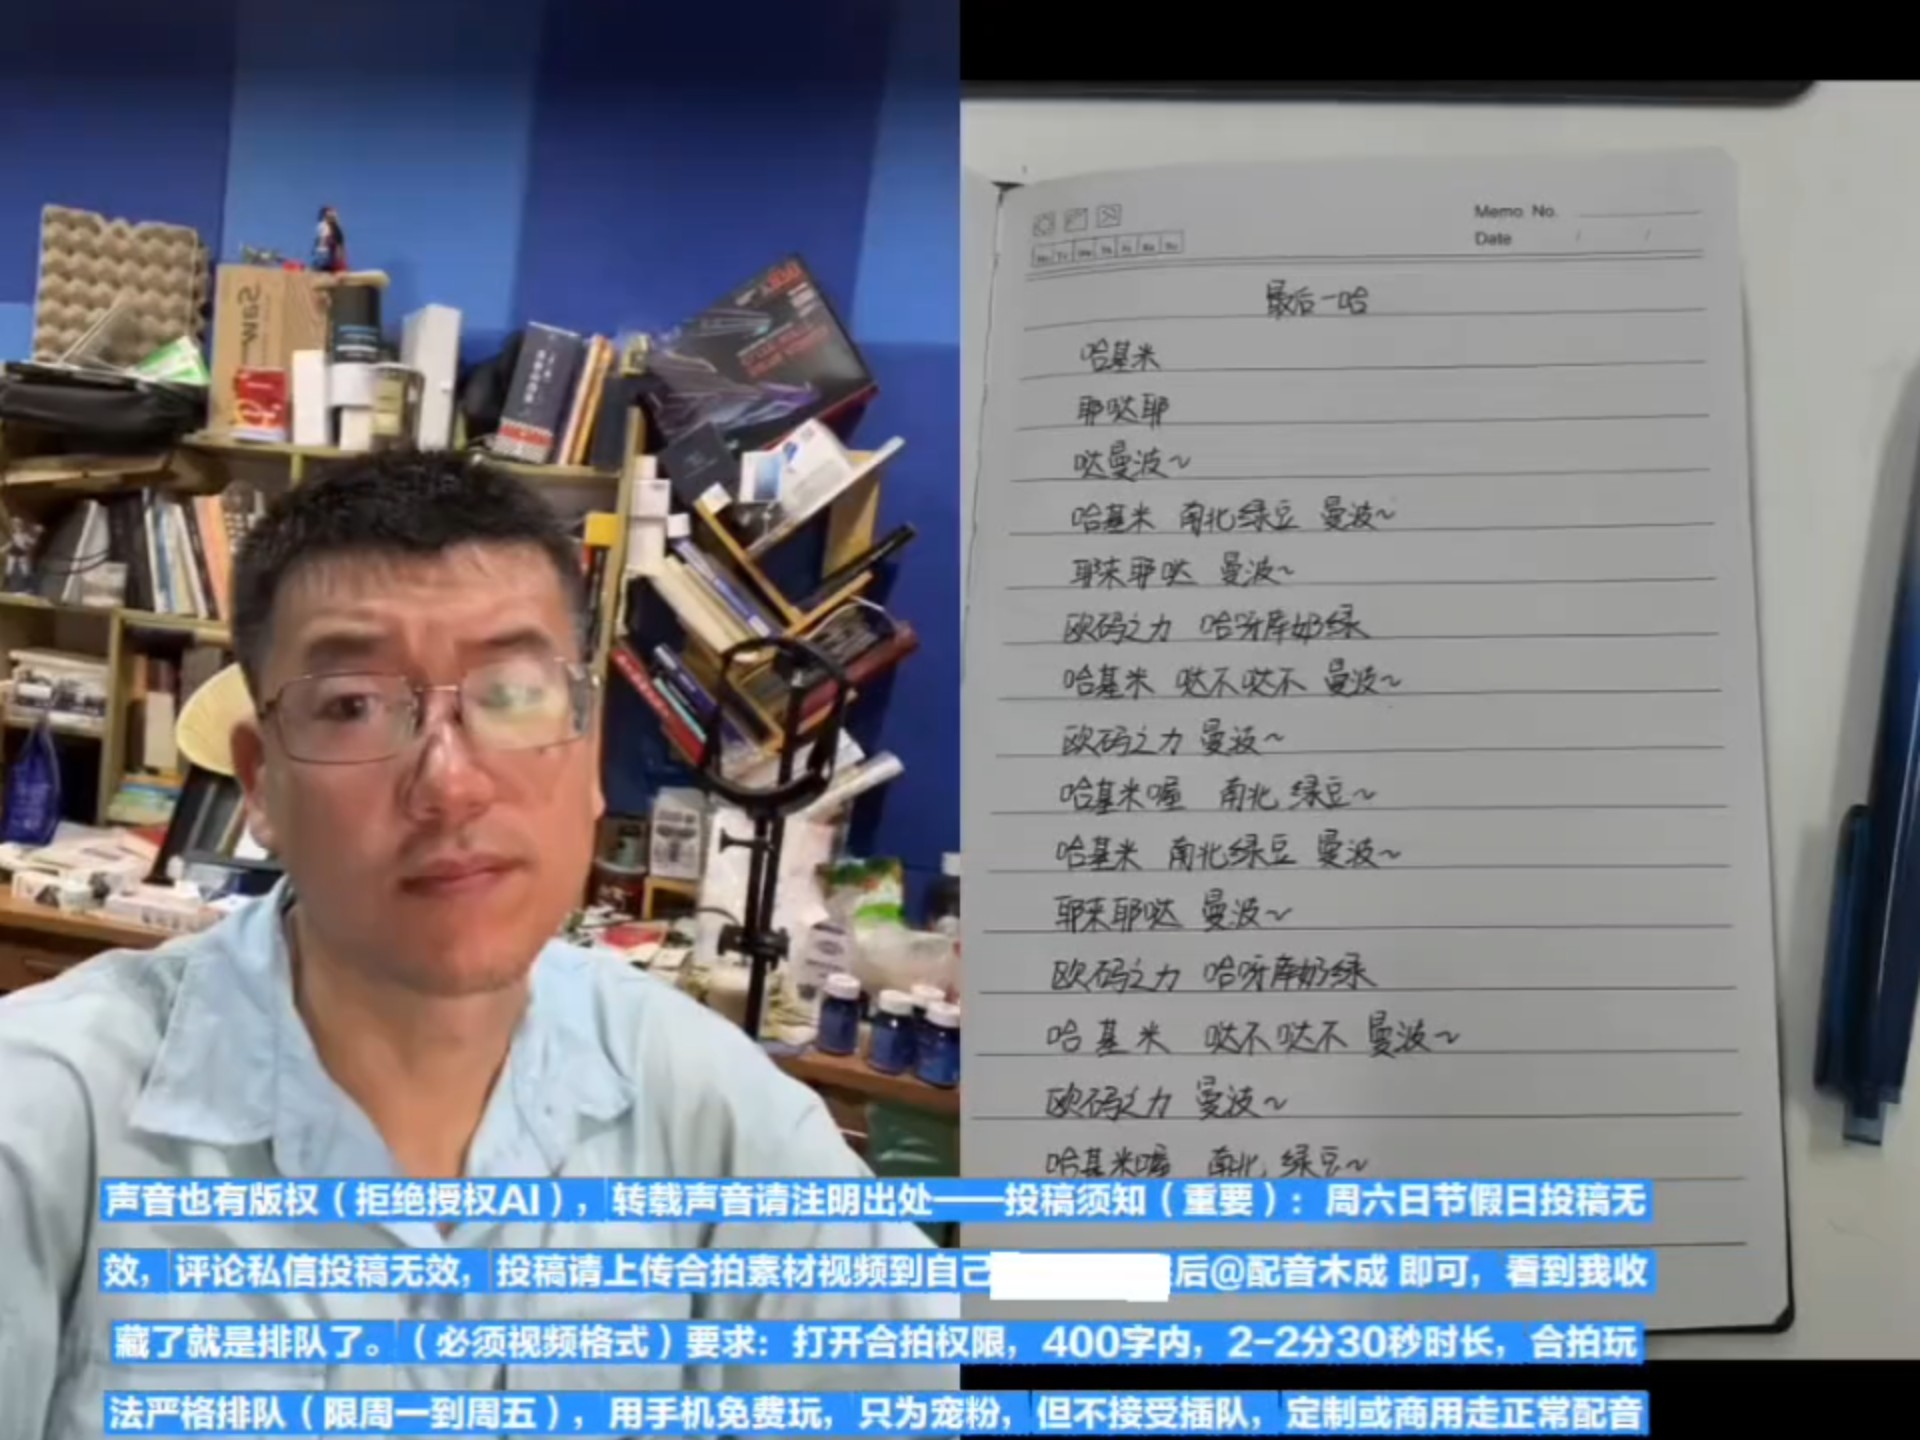 Memo No.
Date
最后一哈
哈基米
耶哒耶
哒曼波~
哈基米 南北绿豆 曼波~
耶来耶哒 曼波~
欧码之力 哈呀库奶绿
哈基米 哒不哒不 曼波~
欧码之力 曼波~
哈基米喔 南北 绿豆~
哈基米 南北绿豆 曼波~
耶来耶哒 曼波~
欧码之力 哈呀库奶绿
哈基米 哒不哒不 曼波~
欧码之力 曼波~
哈基米喔 南北 绿豆~
声音也有版权（拒绝授权AI），转载声音请注明出处——投稿须知（重要）：周六日节假日投稿无
效，评论私信投稿无效，投稿请上传合拍素材视频到自己
后@配音木成 即可，看到我收
藏了就是排队了。（必须视频格式）要求：打开合拍权限，400字内，2-2分30秒时长，合拍玩
法严格排队（限周一到周五），用手机免费玩，只为宠粉，但不接受插队，定制或商用走正常配音